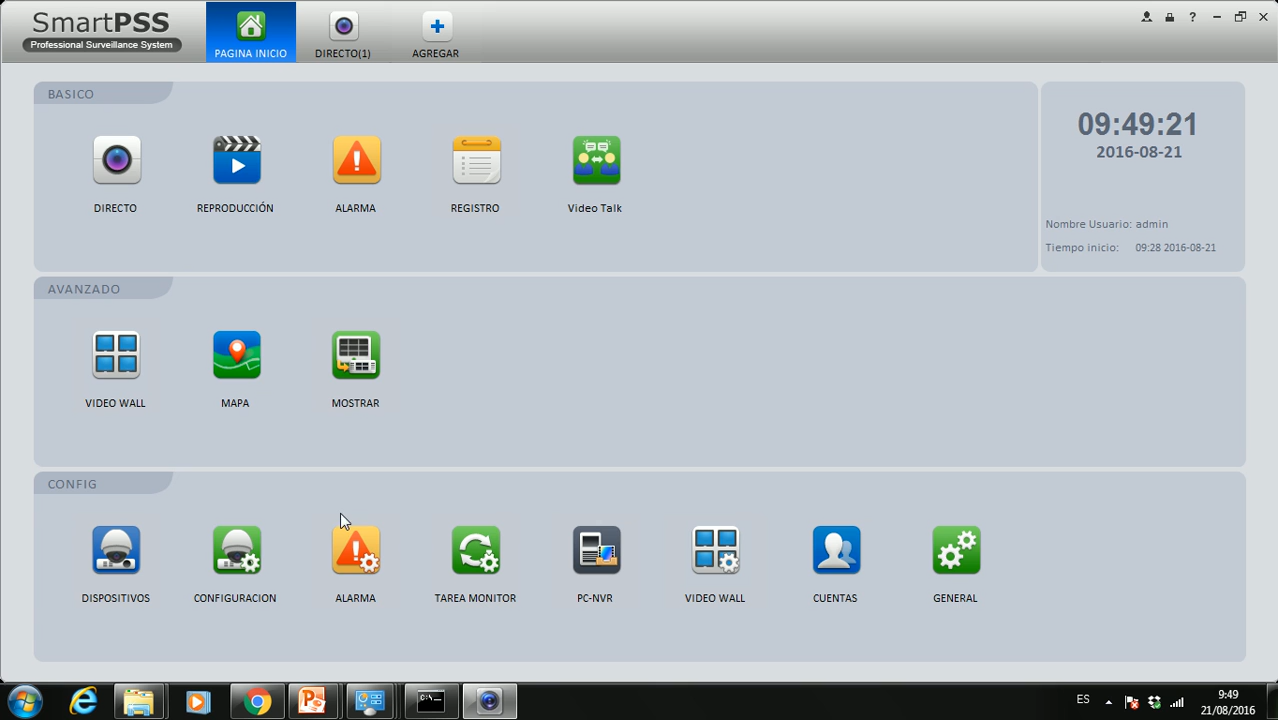 SmartPSS
Professional Surveillance System
PAGINA INICIO
DIRECTO(1)
AGREGAR
?
BASICO
DIRECTO
REPRODUCCIÓN
ALARMA
REGISTRO
Video Talk
09:49:21
2016-08-21
Nombre Usuario: admin
Tiempo inicio: 09:28 2016-08-21
AVANZADO
VIDEO WALL
MAPA
MOSTRAR
CONFIG
DISPOSITIVOS
CONFIGURACION
ALARMA
TAREA MONITOR
PC-NVR
VIDEO WALL
CUENTAS
GENERAL
C:\.
ES
9:49
21/08/2016